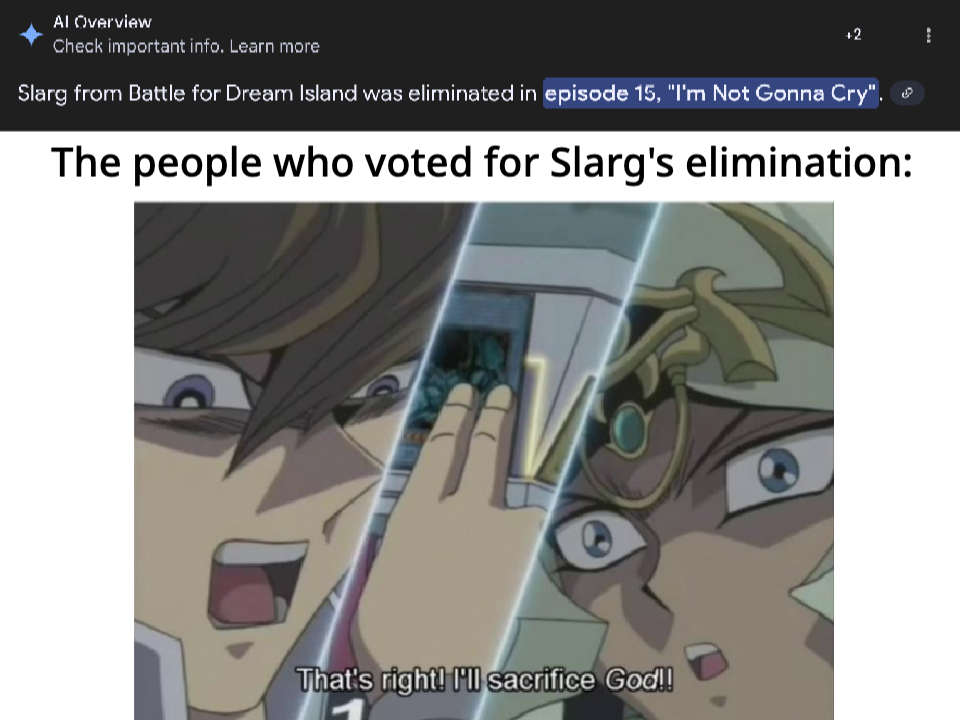 AI Overview
Check important info. Learn more
+2
Slarg from Battle for Dream Island was eliminated in episode 15, "I'm Not Gonna Cry".
The people who voted for Slarg's elimination:
That's right! I'll sacrifice God!!
1